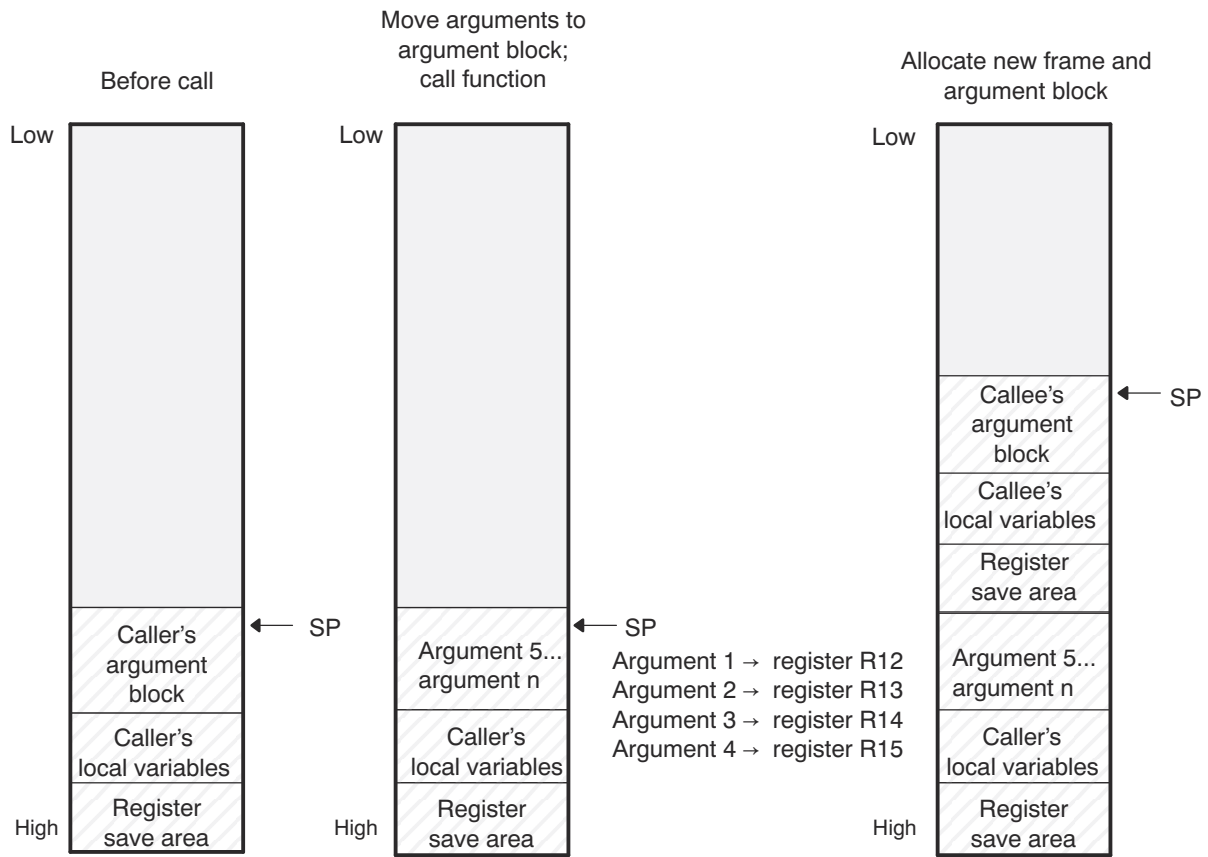 Before call
Low
Caller's
argument
block
Caller's
local variables
Register
save area
High
SP
Move arguments to
argument block;
call function
Low
Argument 5...
argument n
Caller's
local variables
Register
save area
High
SP
Argument 1 → register R12
Argument 2 → register R13
Argument 3 → register R14
Argument 4 → register R15
Allocate new frame and
argument block
Low
Callee's
argument
block
Callee's
local variables
Register
save area
Argument 5...
argument n
Caller's
local variables
Register
save area
High
SP